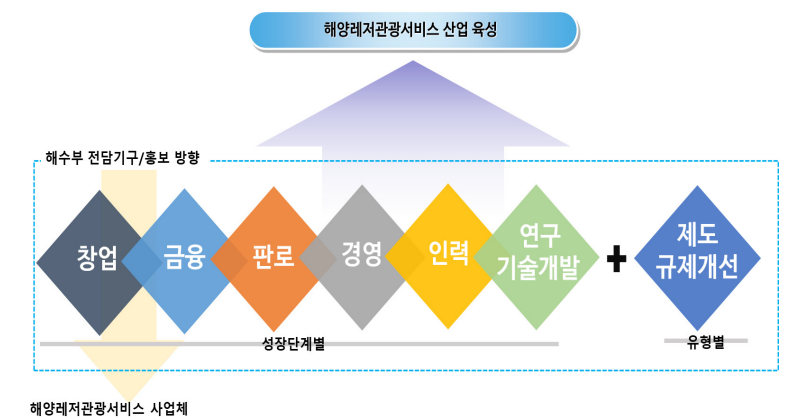 해양레저관광서비스 산업 육성
해수부 전담기구/홍보 방향
창업
금융
판로
경영
인력
연구
기술개발
+
제도
규제개선
성장단계별
유형별
해양레저관광서비스 사업체